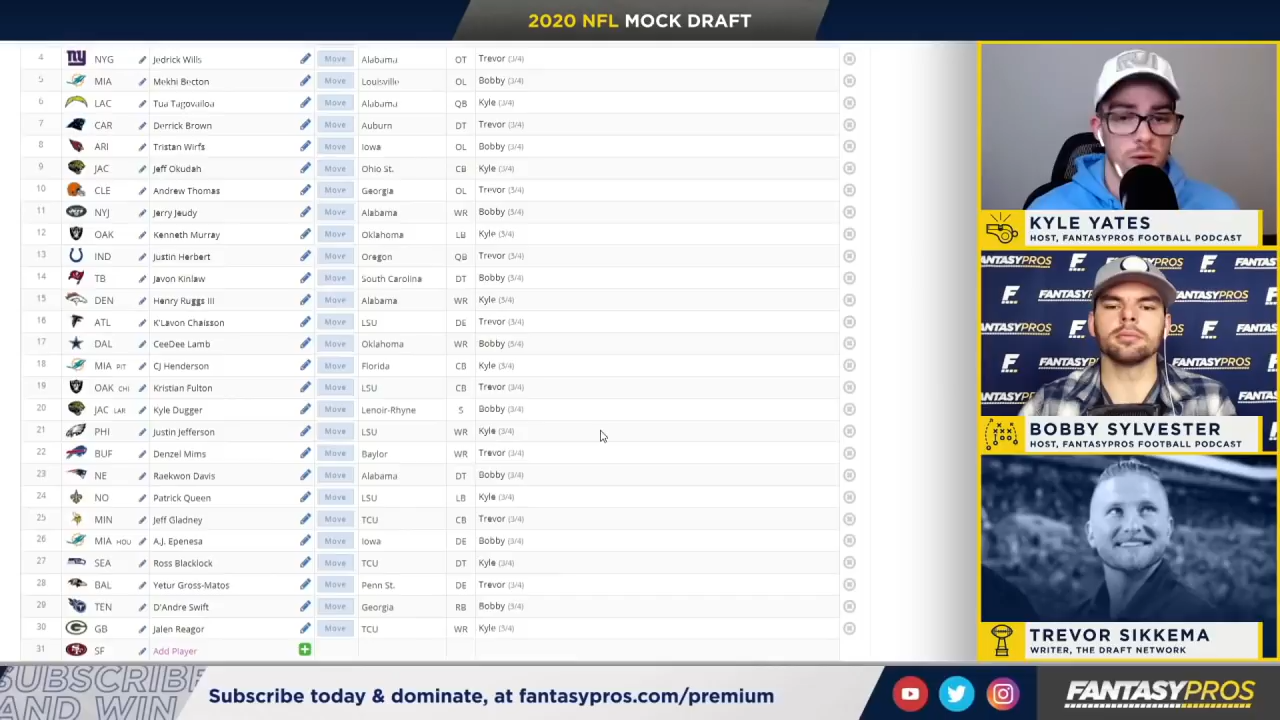 2020 NFL MOCK DRAFT
4 NYG Jedrick Wills Move Alabama OT Trevor (3/4)
5 MIA Mekhi Becton Move Louisville OL Bobby (3/4)
6 LAC Tua Tagovailoa Move Alabama QB Kyle (3/4)
7 CAR Derrick Brown Move Auburn DT Trevor (3/4)
8 ARI Tristan Wirfs Move Iowa OL Bobby (3/4)
9 JAC Jeff Okudah Move Ohio St. CB Kyle (3/4)
10 CLE Andrew Thomas Move Georgia OL Trevor (3/4)
11 NYJ Jerry Jeudy Move Alabama WR Bobby (3/4)
12 OAK Kenneth Murray Move Oklahoma LB Kyle (3/4)
13 IND Justin Herbert Move Oregon QB Trevor (3/4)
14 TB Javon Kinlaw Move South Carolina DT Bobby (3/4)
15 DEN Henry Ruggs III Move Alabama WR Kyle (3/4)
16 ATL K'Lavon Chaisson Move LSU DE Trevor (3/4)
17 DAL CeeDee Lamb Move Oklahoma WR Bobby (3/4)
18 MIA PIT CJ Henderson Move Florida CB Kyle (3/4)
19 OAK CHI Kristian Fulton Move LSU CB Trevor (3/4)
20 JAC LAR Kyle Dugger Move Lenoir-Rhyne S Bobby (3/4)
21 PHI Justin Jefferson Move LSU WR Kyle (3/4)
22 BUF Denzel Mims Move Baylor WR Trevor (3/4)
23 NE Raekwon Davis Move Alabama DT Bobby (3/4)
24 NO Patrick Queen Move LSU LB Kyle (3/4)
25 MIN Jeff Gladney Move TCU CB Trevor (3/4)
26 MIA HOU A.J. Epenesa Move Iowa DE Bobby (3/4)
27 SEA Ross Blacklock Move TCU DT Kyle (3/4)
28 BAL Yetur Gross-Matos Move Penn St. DE Trevor (3/4)
29 TEN D'Andre Swift Move Georgia RB Bobby (3/4)
30 GB Jalen Reagor Move TCU WR Kyle (3/4)
31 SF Add Player
KYLE YATES
HOST, FANTASYPROS FOOTBALL PODCAST
FANTASYPROS
BOBBY SYLVESTER
HOST, FANTASYPROS FOOTBALL PODCAST
TREVOR SIKKEMA
WRITER, THE DRAFT NETWORK
SUBSCRIBE
AND WIN
Subscribe today & dominate, at fantasypros.com/premium
FANTASYPROS